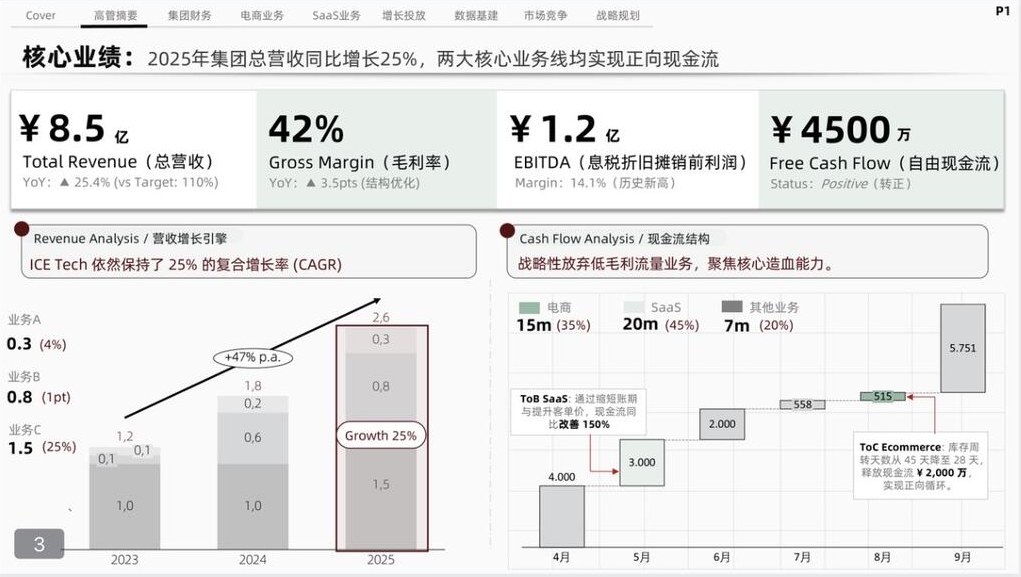 Cover 高管摘要 集团财务 电商业务 SaaS业务 增长投放 数据基建 市场竞争 战略规划
P1
核心业绩：2025年集团总营收同比增长25%，两大核心业务线均实现正向现金流
¥ 8.5 亿
Total Revenue（总营收）
YoY: ▲ 25.4% (vs Target: 110%)
42%
Gross Margin（毛利率）
YoY: ▲ 3.5pts (结构优化)
¥ 1.2 亿
EBITDA（息税折旧摊销前利润）
Margin: 14.1%（历史新高）
¥ 4500 万
Free Cash Flow（自由现金流）
Status: Positive（转正）
Revenue Analysis / 营收增长引擎
ICE Tech 依然保持了 25% 的复合增长率 (CAGR)
业务A
0.3 (4%)
业务B
0.8 (1pt)
业务C
1.5 (25%)
+47% p.a.
1,2
0,1
0,1
1,0
1,8
0,2
0,6
1,0
2,6
0,3
0,8
Growth 25%
1,5
2023 2024 2025
3
Cash Flow Analysis / 现金流结构
战略性放弃低毛利流量业务，聚焦核心造血能力。
电商
15m (35%)
SaaS
20m (45%)
其他业务
7m (20%)
ToB SaaS: 通过缩短账期
与提升客单价，现金流同
比改善 150%
4.000
3.000
2.000
558
515
5.751
ToC Ecommerce: 库存周
转天数从 45 天降至 28 天，
释放现金流 ¥ 2,000 万，
实现正向循环。
4月 5月 6月 7月 8月 9月